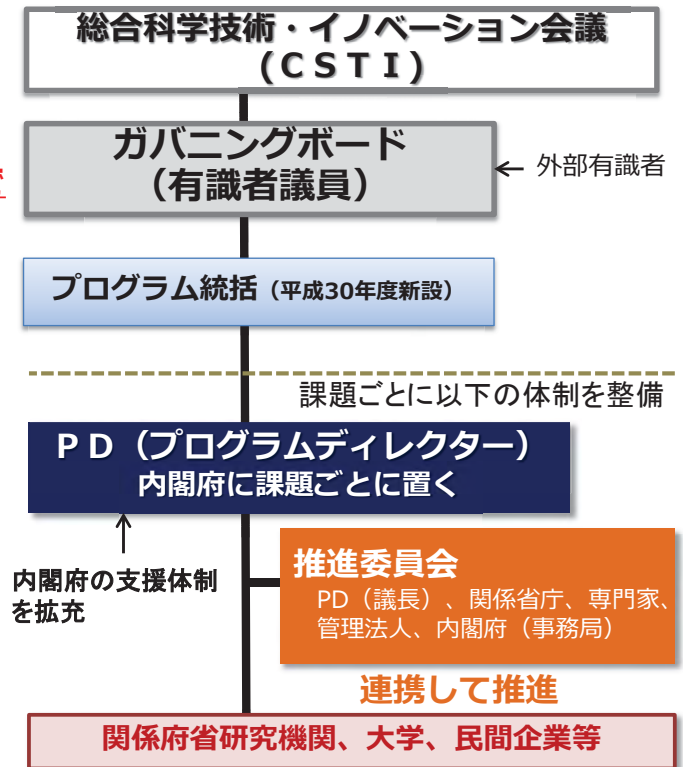 総合科学技術・イノベーション会議
(ＣＳＴＩ)
ガバニングボード
（有識者議員）
外部有識者
プログラム統括（平成30年度新設）
課題ごとに以下の体制を整備
ＰＤ（プログラムディレクター）
内閣府に課題ごとに置く
内閣府の支援体制
を拡充
推進委員会
PD（議長）、関係省庁、専門家、
管理法人、内閣府（事務局）
連携して推進
関係府省研究機関、大学、民間企業等